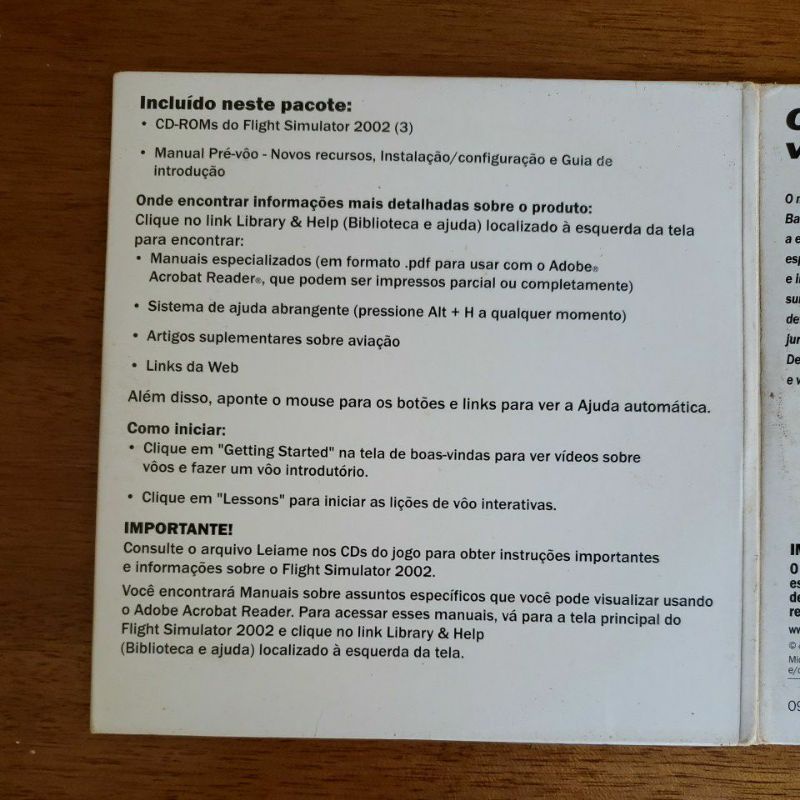 Incluído neste pacote:
• CD-ROMs do Flight Simulator 2002 (3)
• Manual Pré-vôo - Novos recursos, Instalação/configuração e Guia de
introdução
Onde encontrar informações mais detalhadas sobre o produto:
Clique no link Library & Help (Biblioteca e ajuda) localizado à esquerda da tela
para encontrar:
• Manuais especializados (em formato .pdf para usar com o Adobe®
Acrobat Reader®, que podem ser impressos parcial ou completamente)
• Sistema de ajuda abrangente (pressione Alt + H a qualquer momento)
• Artigos suplementares sobre aviação
• Links da Web
Além disso, aponte o mouse para os botões e links para ver a Ajuda automática.
Como iniciar:
• Clique em "Getting Started" na tela de boas-vindas para ver vídeos sobre
vôos e fazer um vôo introdutório.
• Clique em "Lessons" para iniciar as lições de vôo interativas.
IMPORTANTE!
Consulte o arquivo Leiame nos CDs do jogo para obter instruções importantes
e informações sobre o Flight Simulator 2002.
Você encontrará Manuais sobre assuntos específicos que você pode visualizar usando
o Adobe Acrobat Reader. Para acessar esses manuais, vá para a tela principal do
Flight Simulator 2002 e clique no link Library & Help
(Biblioteca e ajuda) localizado à esquerda da tela.